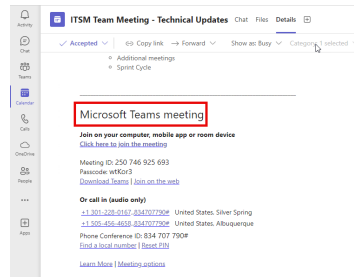 ITSM Team Meeting - Technical Updates Chat Files Details
Activity
Accepted Copy link Forward Show as: Busy Category 1 selected
Chat
Additional meetings
Sprint Cycle
Teams
Calendar
Microsoft Teams meeting
Calls
Join on your computer, mobile app or room device
Click here to join the meeting
OneDrive
Meeting ID: 250 746 925 693
Passcode: wtKor3
People
Download Teams | Join on the web
Or call in (audio only)
+1 301-228-0167,,834707790# United States, Silver Spring
Apps
+1 505-456-4658,,834707790# United States, Albuquerque
Phone Conference ID: 834 707 790#
Find a local number | Reset PIN
Learn More | Meeting options